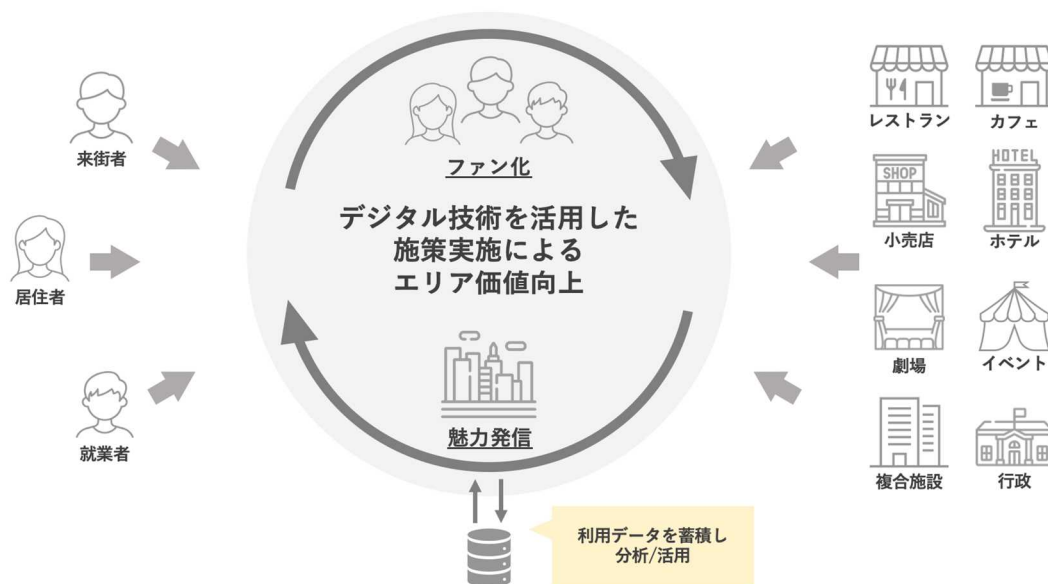 来街者
居住者
就業者
ファン化
デジタル技術を活用した
施策実施による
エリア価値向上
魅力発信
利用データを蓄積し
分析/活用
レストラン
カフェ
SHOP
小売店
HOTEL
ホテル
劇場
イベント
複合施設
行政